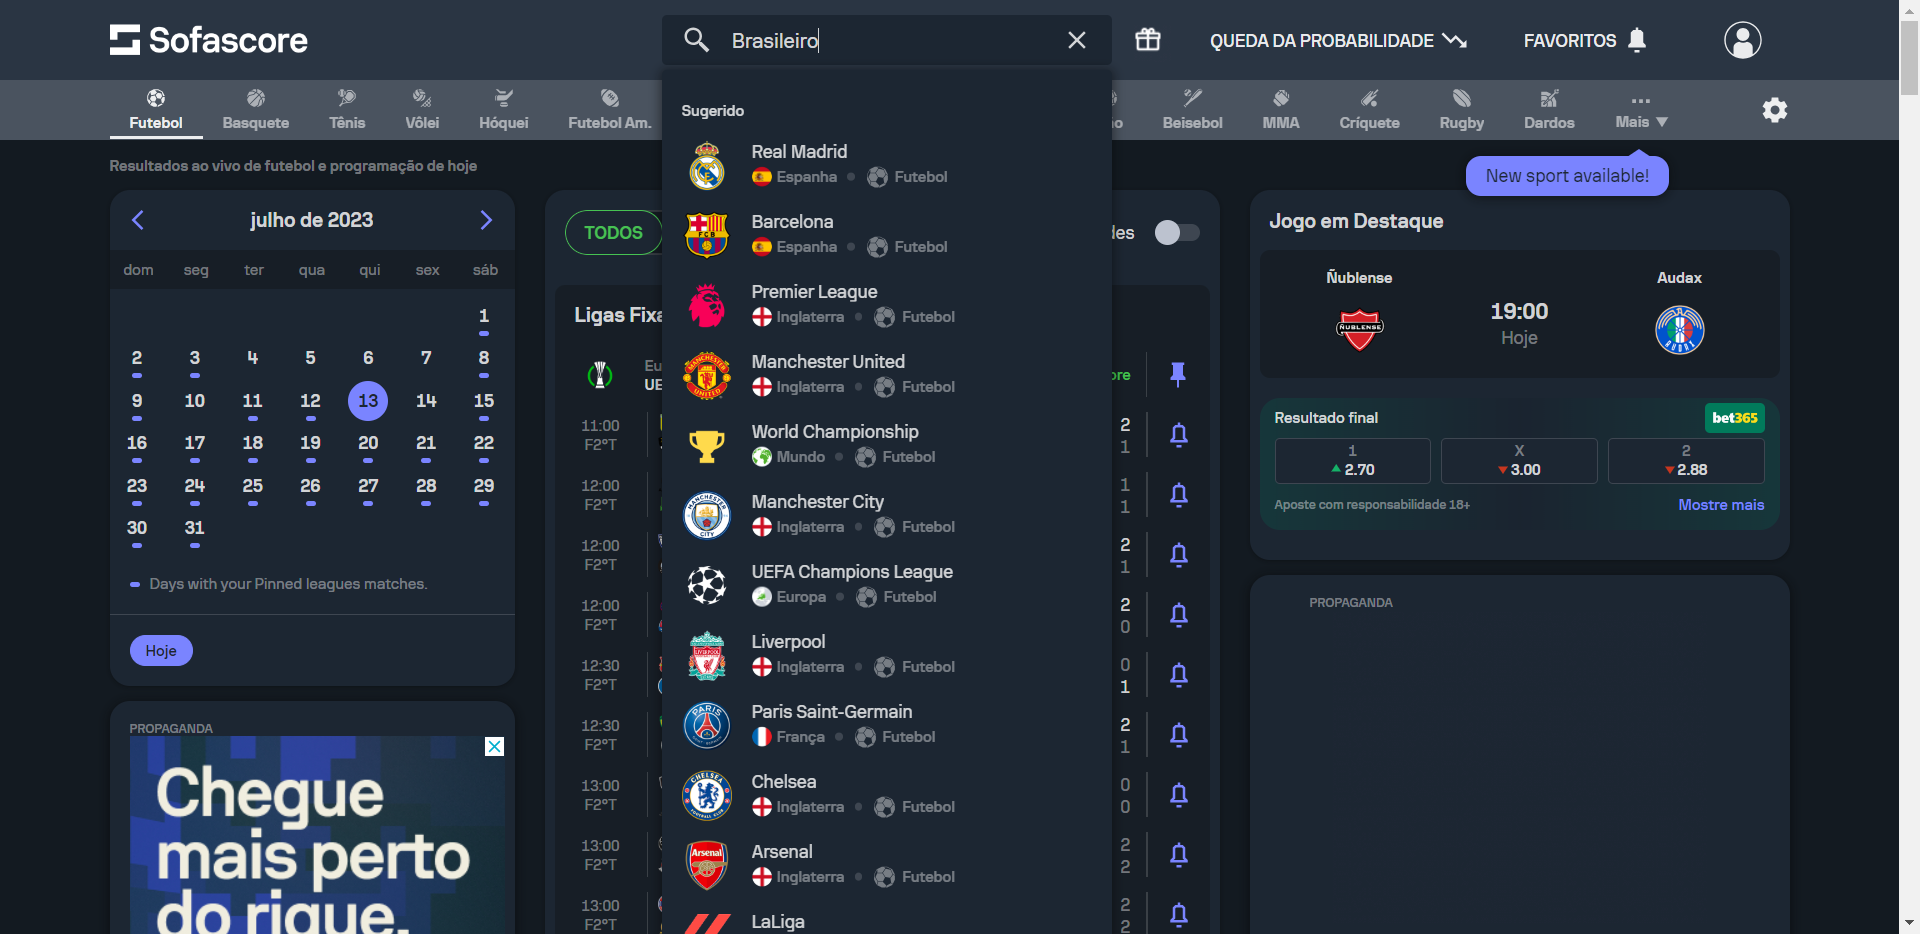 Sofascore
Brasileiro
QUEDA DA PROBABILIDADE
FAVORITOS
Futebol
Basquete
Tênis
Vôlei
Hóquei
Futebol Am.
Beisebol
MMA
Críquete
Rugby
Dardos
Mais
Resultados ao vivo de futebol e programação de hoje
New sport available!
julho de 2023
dom seg ter qua qui sex sáb
1
2 3 4 5 6 7 8
9 10 11 12 13 14 15
16 17 18 19 20 21 22
23 24 25 26 27 28 29
30 31
Days with your Pinned leagues matches.
Hoje
PROPAGANDA
Chegue
mais perto
do rique.
TODOS
des
Ligas Fixa
Eu
UE
ore
11:00
F2°T
2
1
12:00
F2°T
1
1
12:00
F2°T
2
1
12:00
F2°T
2
0
12:30
F2°T
0
1
12:30
F2°T
2
1
13:00
F2°T
0
0
13:00
F2°T
2
2
13:00
F2°T
2
2
Sugerido
Real Madrid
Espanha Futebol
Barcelona
Espanha Futebol
Premier League
Inglaterra Futebol
Manchester United
Inglaterra Futebol
World Championship
Mundo Futebol
Manchester City
Inglaterra Futebol
UEFA Champions League
Europa Futebol
Liverpool
Inglaterra Futebol
Paris Saint-Germain
França Futebol
Chelsea
Inglaterra Futebol
Arsenal
Inglaterra Futebol
LaLiga
Jogo em Destaque
Ñublense
19:00
Hoje
Audax
Resultado final
bet365
1
2.70
X
3.00
2
2.88
Aposte com responsabilidade 18+
Mostre mais
PROPAGANDA